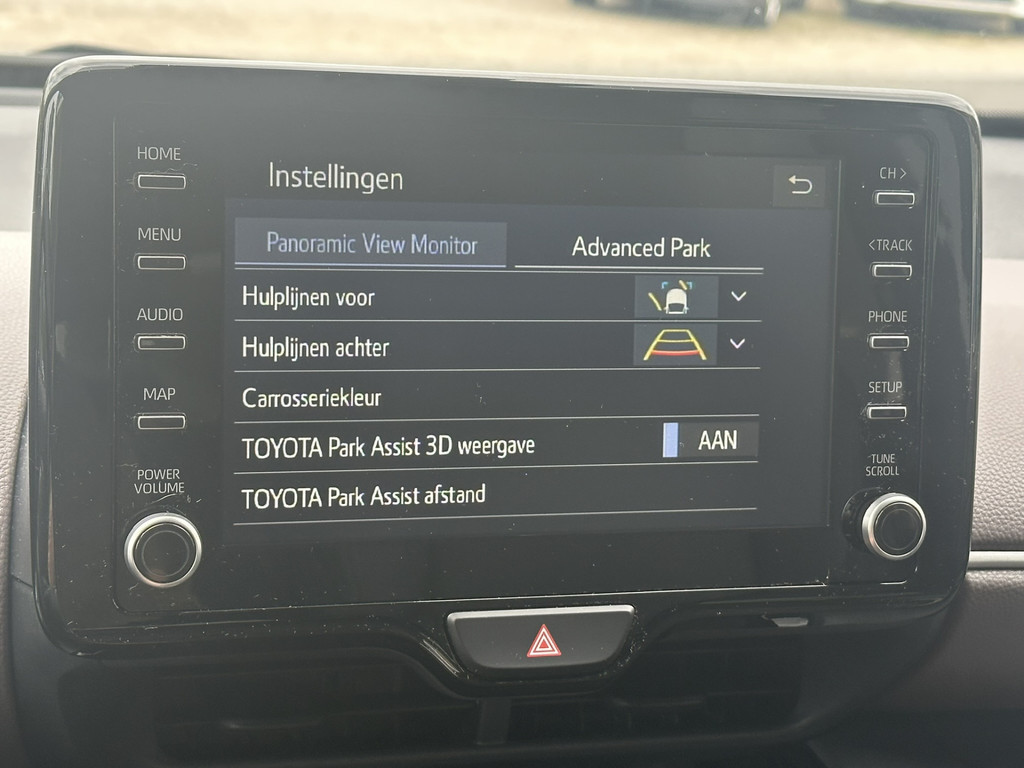 HOME
MENU
AUDIO
MAP
POWER
VOLUME
Instellingen
Panoramic View Monitor
Advanced Park
Hulplijnen voor
Hulplijnen achter
Carrosseriekleur
TOYOTA Park Assist 3D weergave AAN
TOYOTA Park Assist afstand
CH >
< TRACK
PHONE
SETUP
TUNE
SCROLL